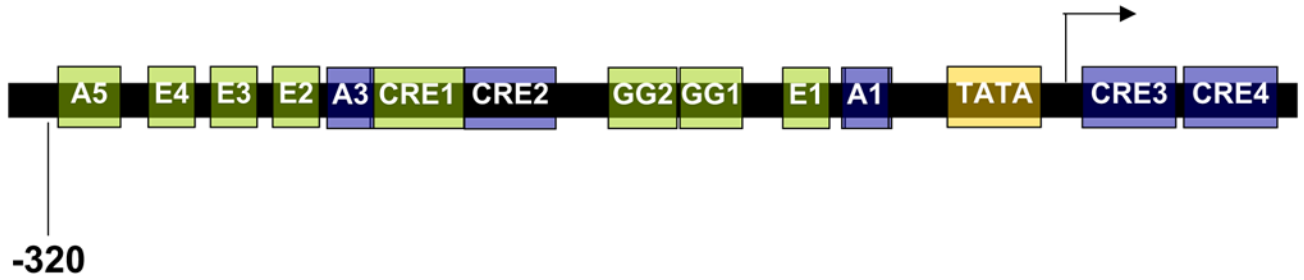 A5 E4 E3 E2 A3 CRE1 CRE2 GG2 GG1 E1 A1 TATA CRE3 CRE4
-320